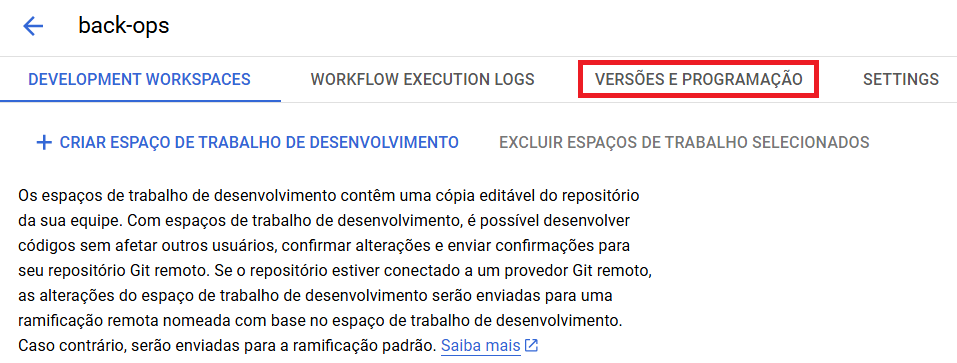 back-ops
DEVELOPMENT WORKSPACES WORKFLOW EXECUTION LOGS VERSÕES E PROGRAMAÇÃO SETTINGS
+ CRIAR ESPAÇO DE TRABALHO DE DESENVOLVIMENTO EXCLUIR ESPAÇOS DE TRABALHO SELECIONADOS
Os espaços de trabalho de desenvolvimento contêm uma cópia editável do repositório
da sua equipe. Com espaços de trabalho de desenvolvimento, é possível desenvolver
códigos sem afetar outros usuários, confirmar alterações e enviar confirmações para
seu repositório Git remoto. Se o repositório estiver conectado a um provedor Git remoto,
as alterações do espaço de trabalho de desenvolvimento serão enviadas para uma
ramificação remota nomeada com base no espaço de trabalho de desenvolvimento.
Caso contrário, serão enviadas para a ramificação padrão. Saiba mais